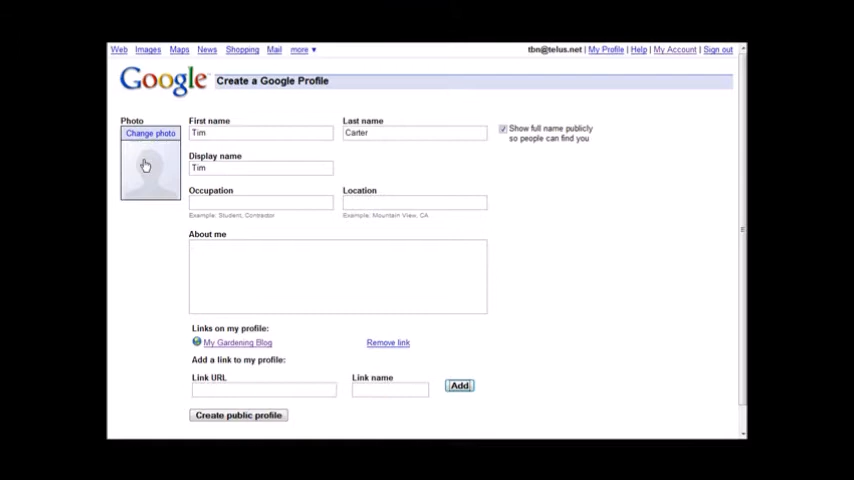 Web Images Maps News Shopping Mail more ▼ tbn@telus.net | My Profile | Help | My Account | Sign out
Google Create a Google Profile
Photo First name Last name
Change photo Tim Carter Show full name publicly
so people can find you
Display name
Tim
Occupation Location
Example: Student, Contractor Example: Mountain View, CA
About me
Links on my profile:
My Gardening Blog Remove link
Add a link to my profile:
Link URL Link name
Add
Create public profile